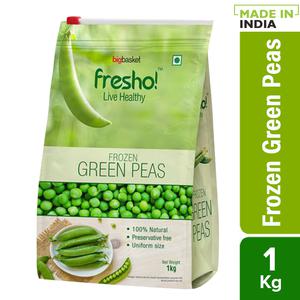 MADE IN
INDIA
bigbasket
fresho!
Live Healthy
FROZEN
GREEN PEAS
• 100% Natural
• Preservative free
• Uniform size
Net Weight
1kg
Frozen Green Peas
1
Kg